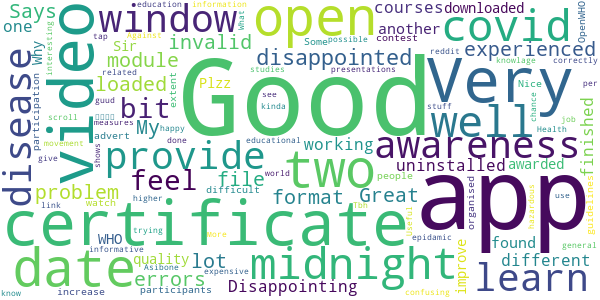 •education
information
Says
one
tap
Against
What
window
open
covid
courses
downloaded
OpenWHO
interesting
participation
Why
Sir
Some
possible
another
contest
invalid
disappointed
experienced
video
module
related
Plzz
studies
presentations
reddit
knowlage
correctly
disease
loaded
extent
Good
Very
Nice
chance
stuff
bit
My
educational
kinda
per
advert
guud
measures
happy
see
well
job
Health
scroll
movement
provide
two
working
awareness
finished
give
shows
done
feel
file
people
uninstalled
awarded
guidelines
problem
watch
difficult
world
format
Great
app
organised
hazardous
use
link
higher
Tbh
Useful
certificate
WHO
lot
found
trying
More
epidamic
improve
different
date
quality
midnight
learn
general
informative
Asibone
errors
expensive
Disappointing
know
increase
participants
confusing